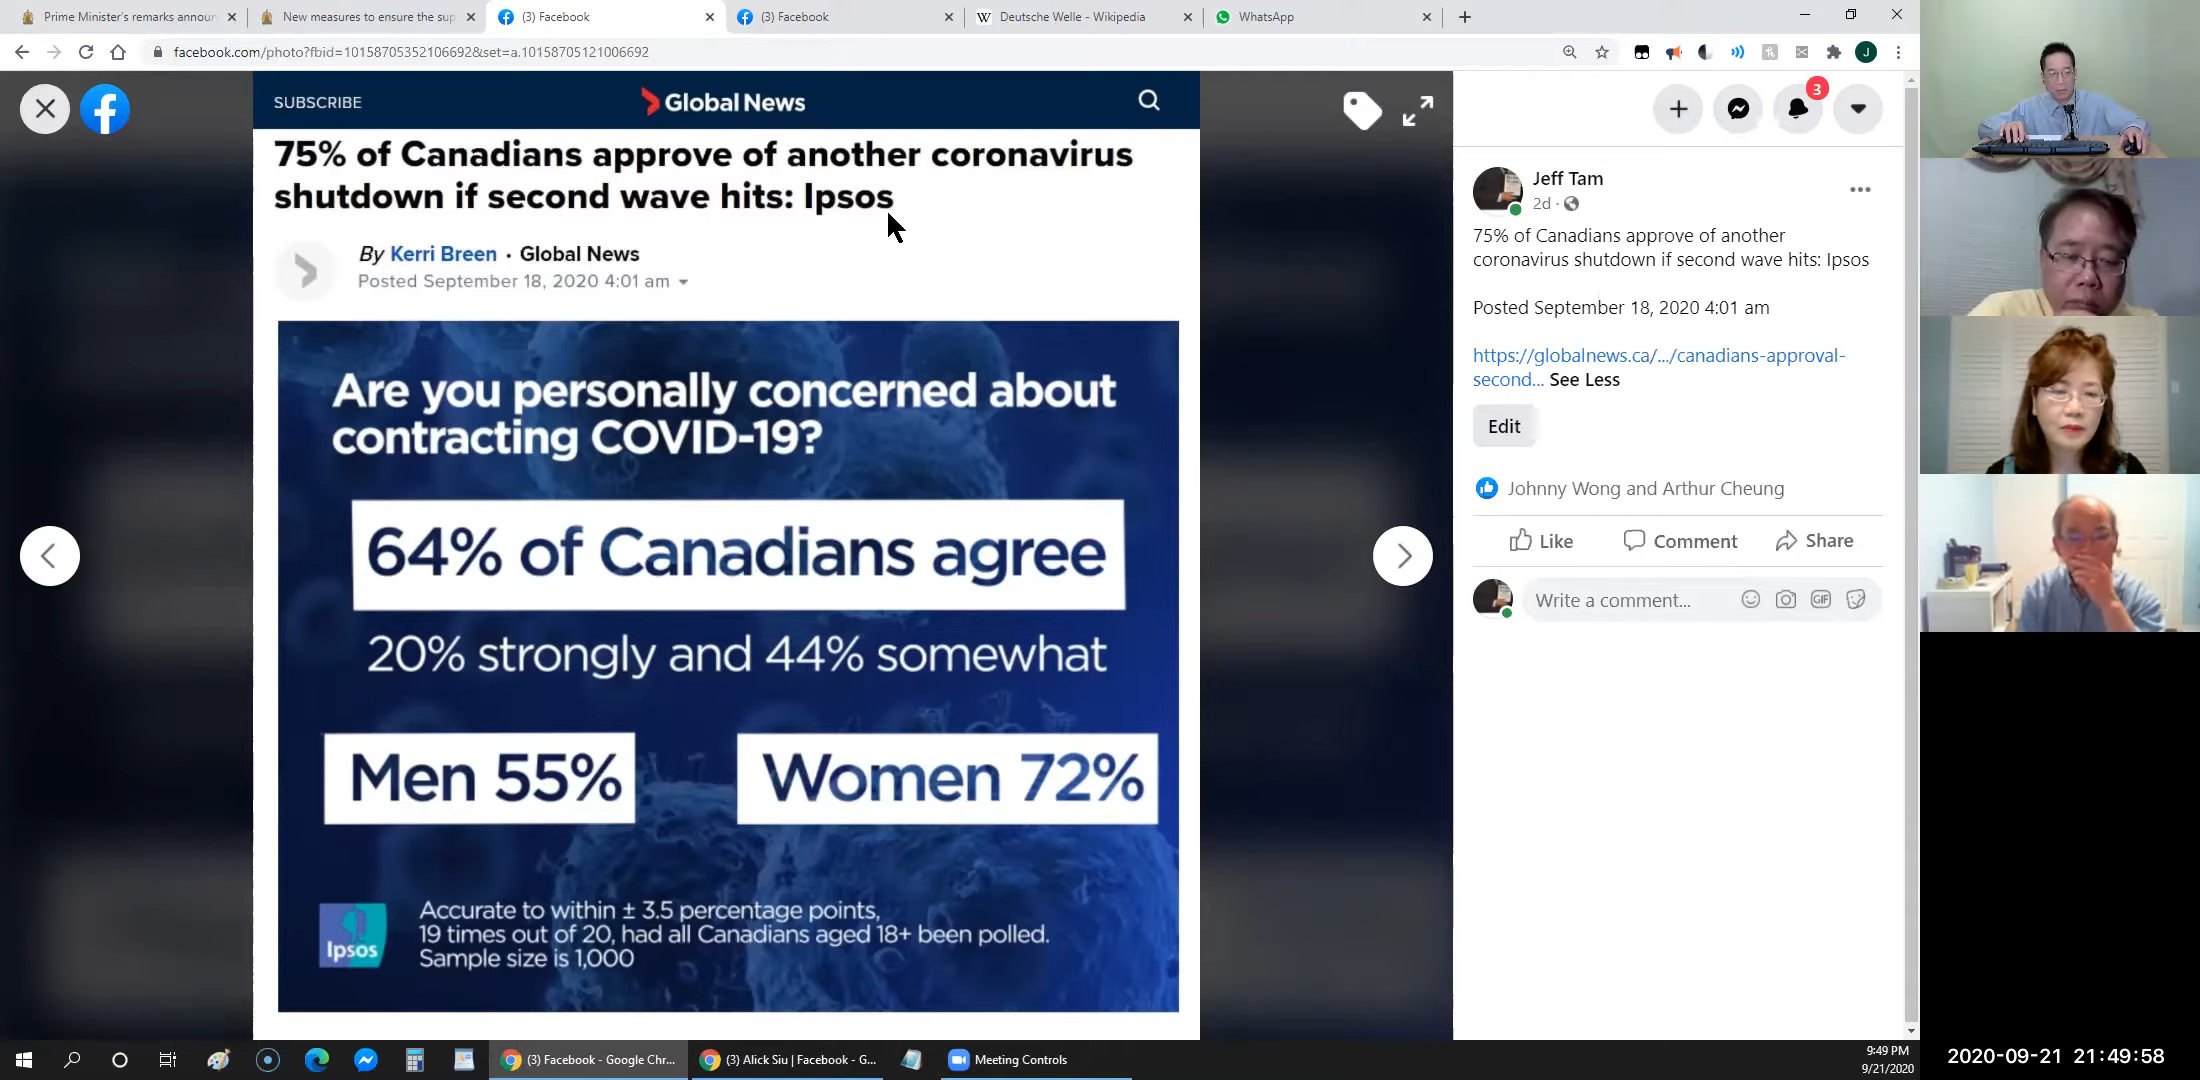 Prime Minister's remarks announ
New measures to ensure the sup
(3) Facebook
(3) Facebook
Deutsche Welle - Wikipedia
WhatsApp
facebook.com/photo?fbid=10158705352106692&set=a.10158705121006692
J
SUBSCRIBE
Global News
75% of Canadians approve of another coronavirus
shutdown if second wave hits: Ipsos
By Kerri Breen · Global News
Posted September 18, 2020 4:01 am
Are you personally concerned about
contracting COVID-19?
64% of Canadians agree
20% strongly and 44% somewhat
Men 55%
Women 72%
Ipsos
Accurate to within ± 3.5 percentage points,
19 times out of 20, had all Canadians aged 18+ been polled.
Sample size is 1,000
3
Jeff Tam
2d ·
75% of Canadians approve of another
coronavirus shutdown if second wave hits: Ipsos
Posted September 18, 2020 4:01 am
https://globalnews.ca/.../canadians-approval-
second... See Less
Edit
Johnny Wong and Arthur Cheung
Like
Comment
Share
Write a comment...
GIF
(3) Facebook - Google Chr...
(3) Alick Siu | Facebook - G...
Meeting Controls
9:49 PM
9/21/2020
2020-09-21 21:49:58